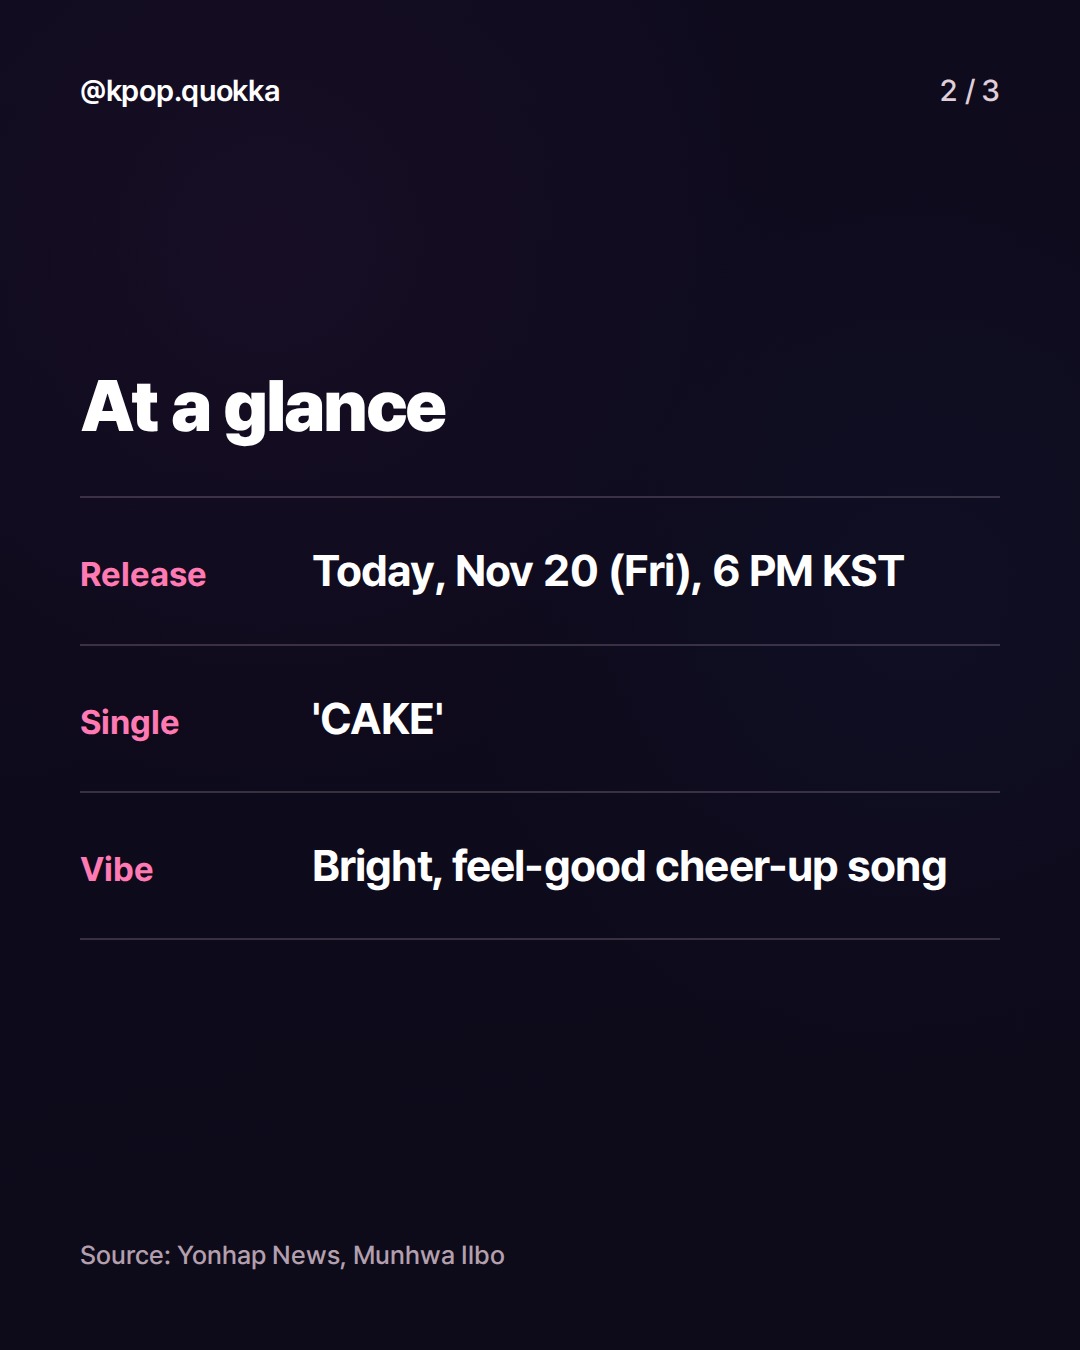 @kpop.quokka
2 / 3
At a glance
Release Today, Nov 20 (Fri), 6 PM KST
Single 'CAKE'
Vibe Bright, feel-good cheer-up song
Source: Yonhap News, Munhwa Ilbo